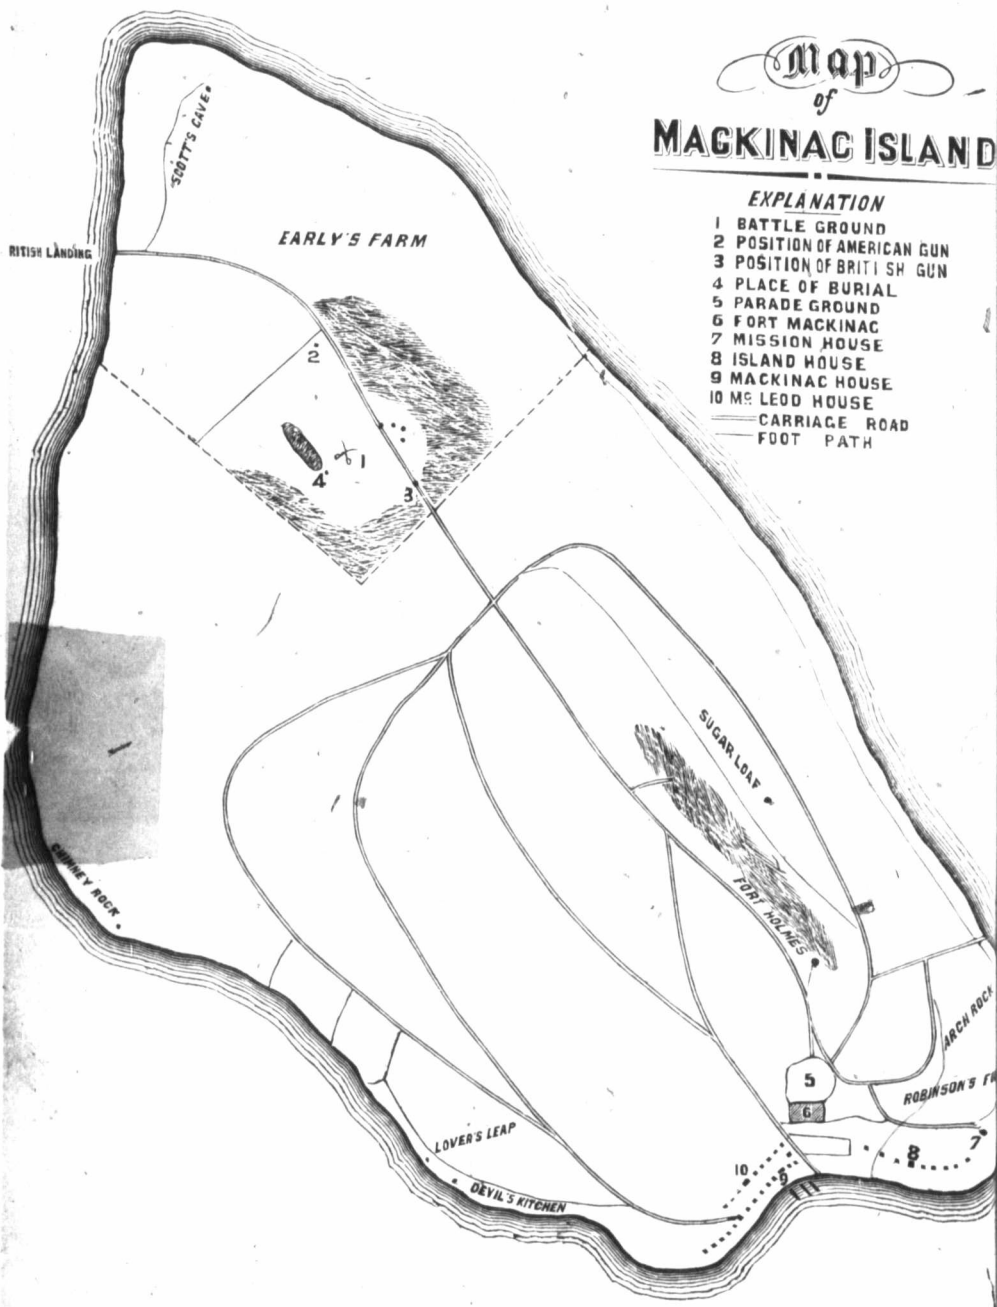 Map
of
MACKINAC ISLAND
EXPLANATION
1 BATTLE GROUND
2 POSITION OF AMERICAN GUN
3 POSITION OF BRITISH GUN
4 PLACE OF BURIAL
5 PARADE GROUND
6 FORT MACKINAC
7 MISSION HOUSE
8 ISLAND HOUSE
9 MACKINAC HOUSE
10 Mc LEOD HOUSE
CARRIAGE ROAD
FOOT PATH
SCOTT'S CAVE
RITISH LANDING
EARLY'S FARM
2
1
4
3
SUGAR LOAF
CHIMNEY ROCK
FORT HOLMES
ARCH ROCK
5
ROBINSON'S
6
LOVER'S LEAP
7
8
10
9
DEVIL'S KITCHEN